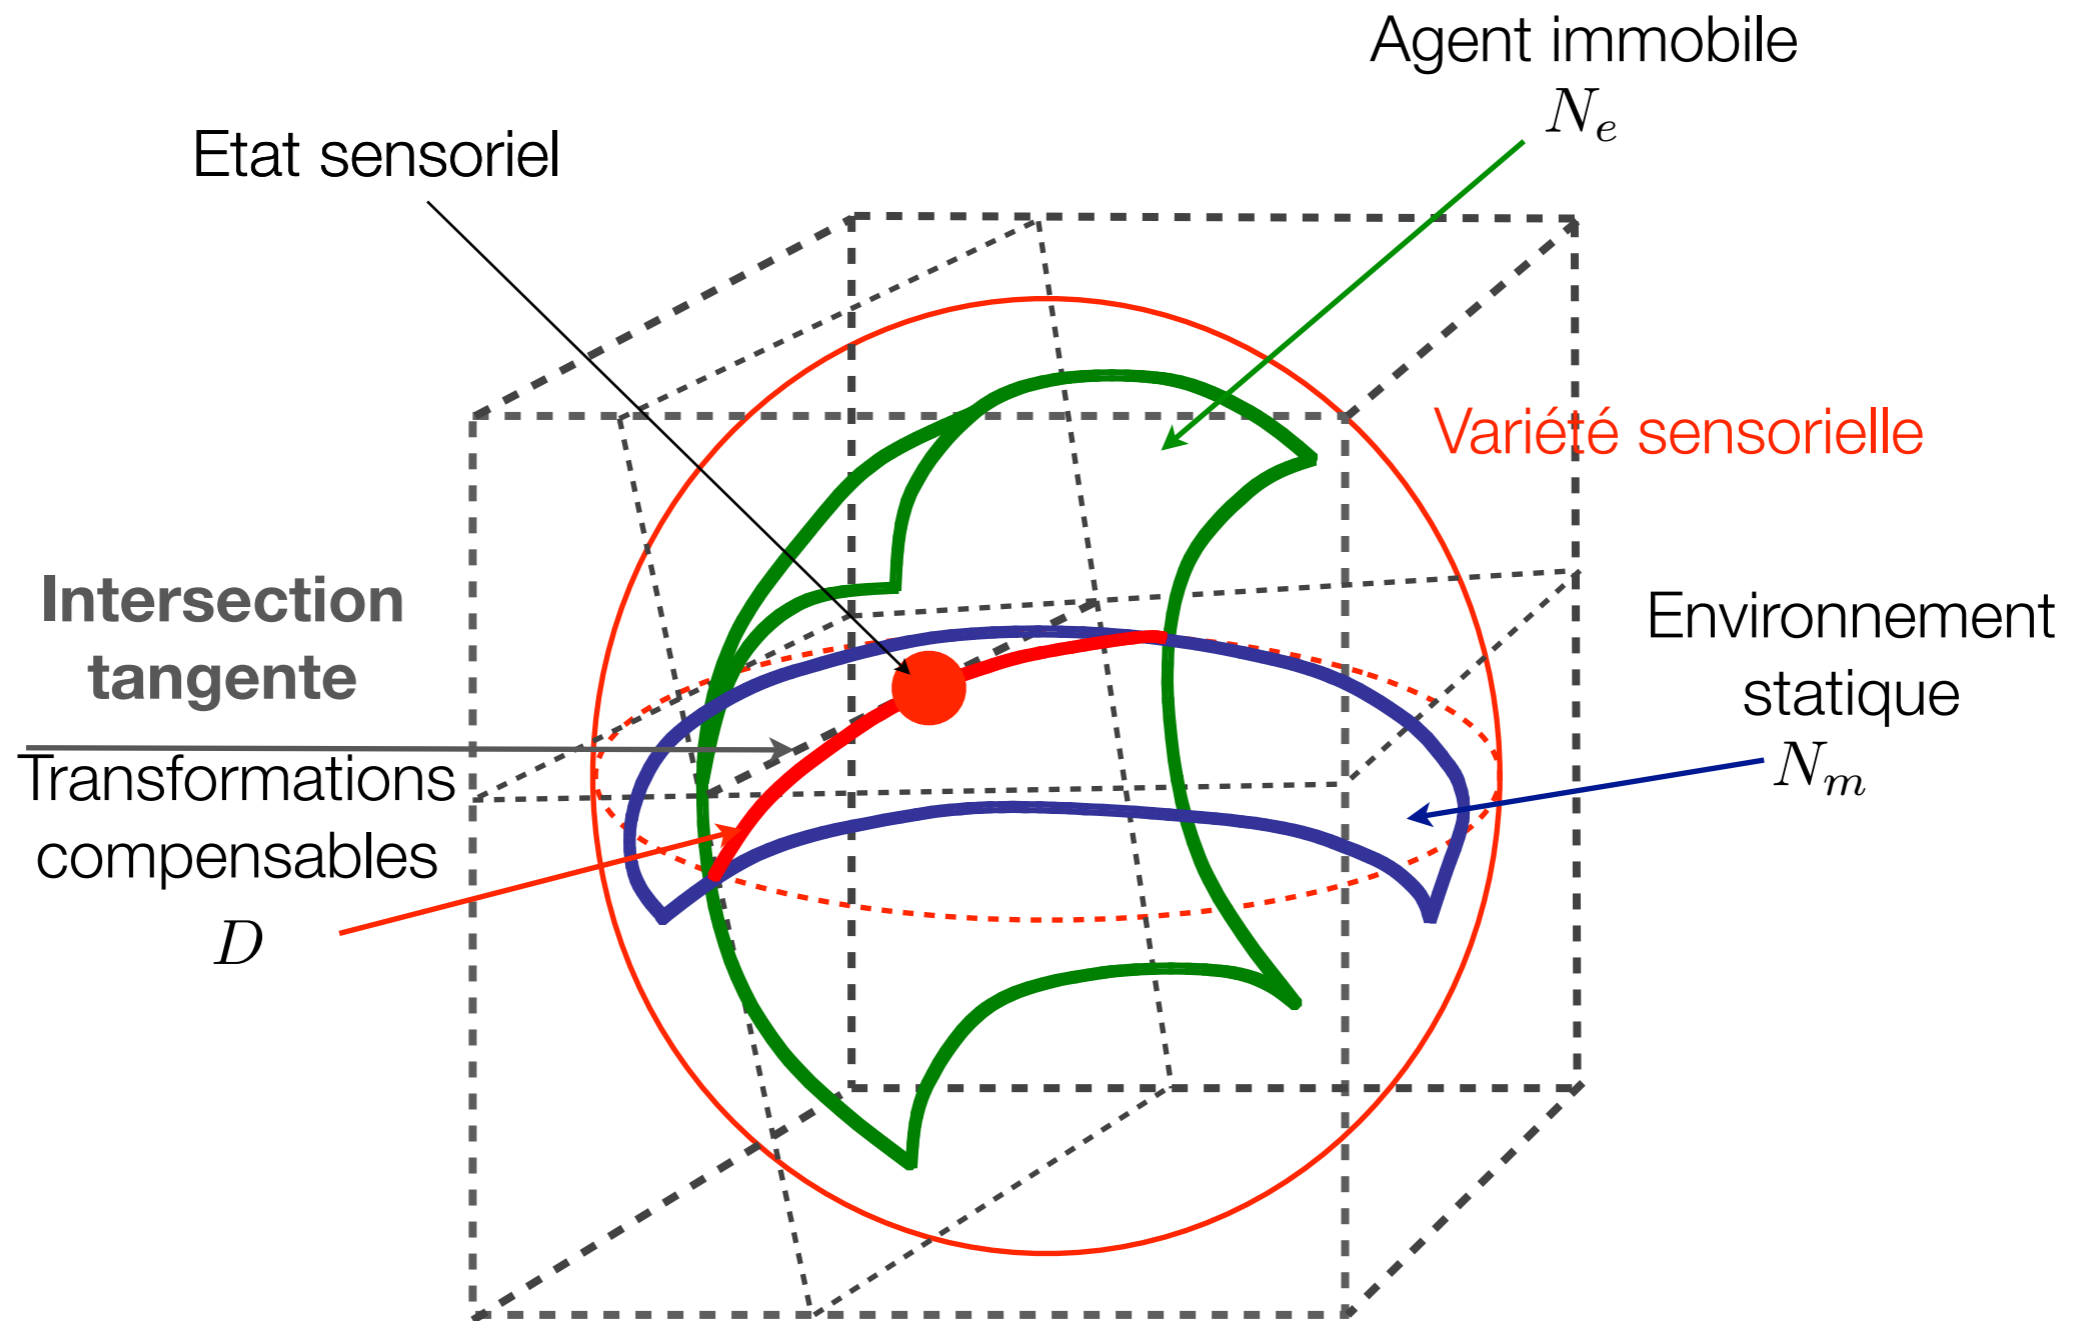 Agent immobile
N_e
Etat sensoriel
Variété sensorielle
Intersection
tangente
Environnement
statique
N_m
Transformations
compensables
D